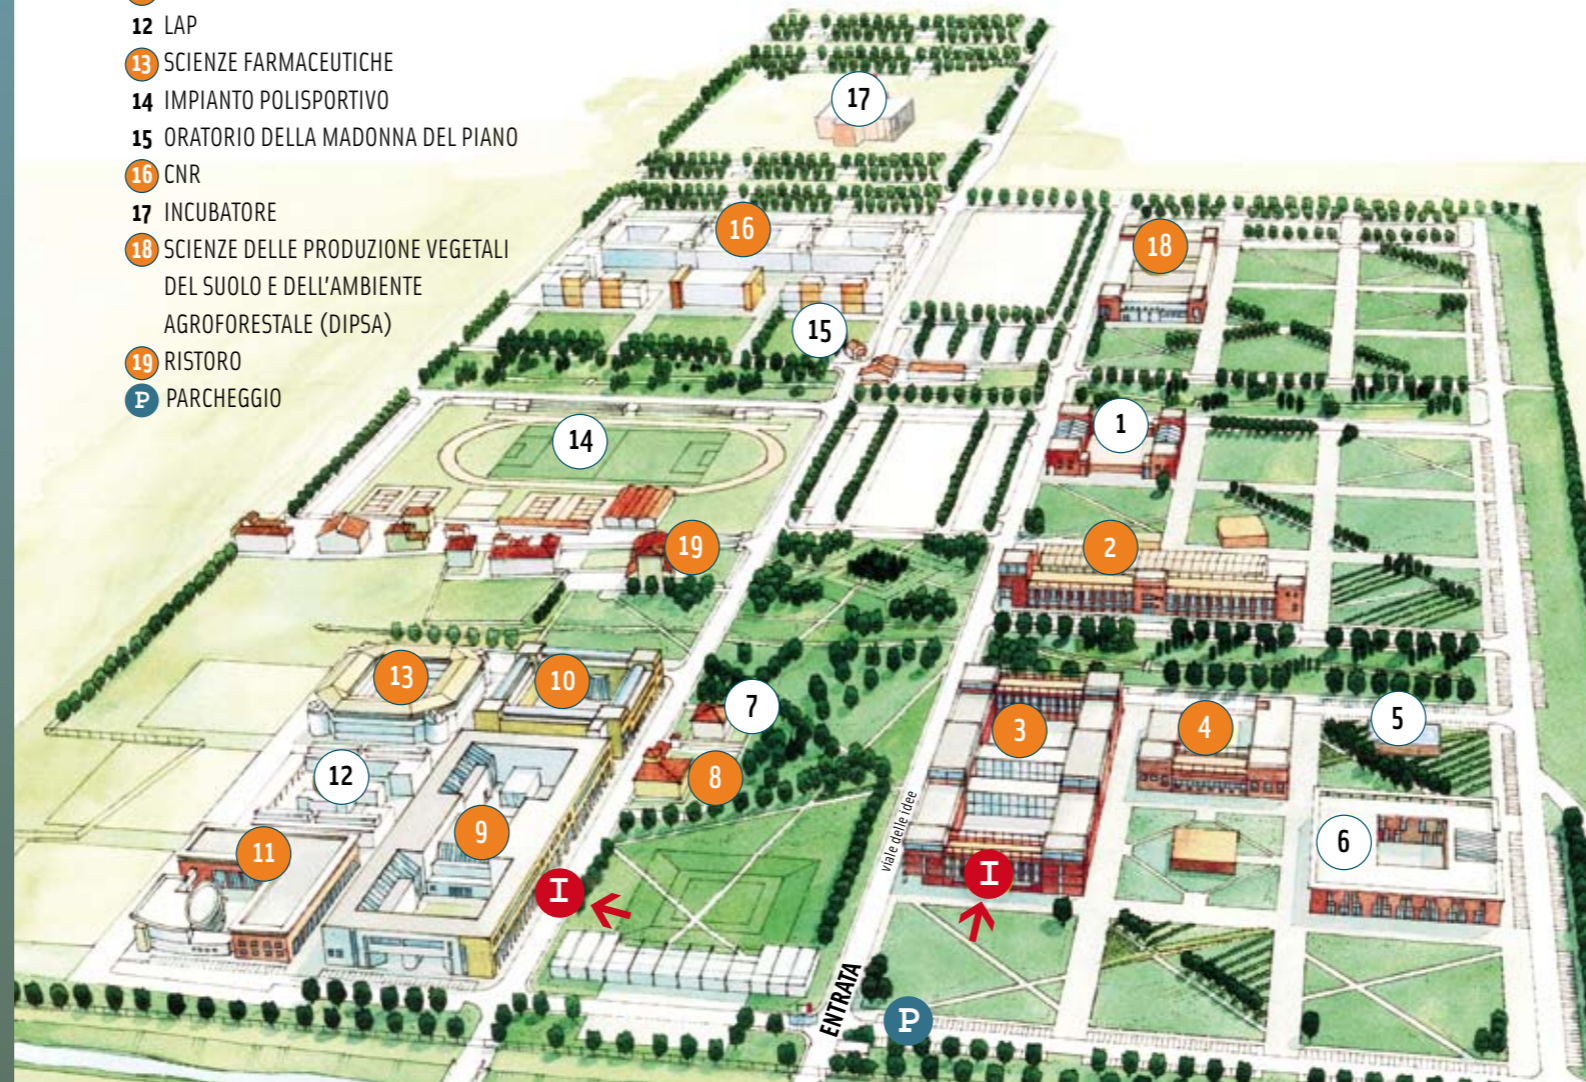 12 LAP
13 SCIENZE FARMACEUTICHE
14 IMPIANTO POLISPORTIVO
15 ORATORIO DELLA MADONNA DEL PIANO
16 CNR
17 INCUBATORE
18 SCIENZE DELLE PRODUZIONE VEGETALI
DEL SUOLO E DELL'AMBIENTE
AGROFORESTALE (DIPSA)
19 RISTORO
P PARCHEGGIO
17
16
18
15
1
14
2
19
13
10
7
3
4
5
12
8
9
viale delle idee
6
11
I
I
ENTRATA
P